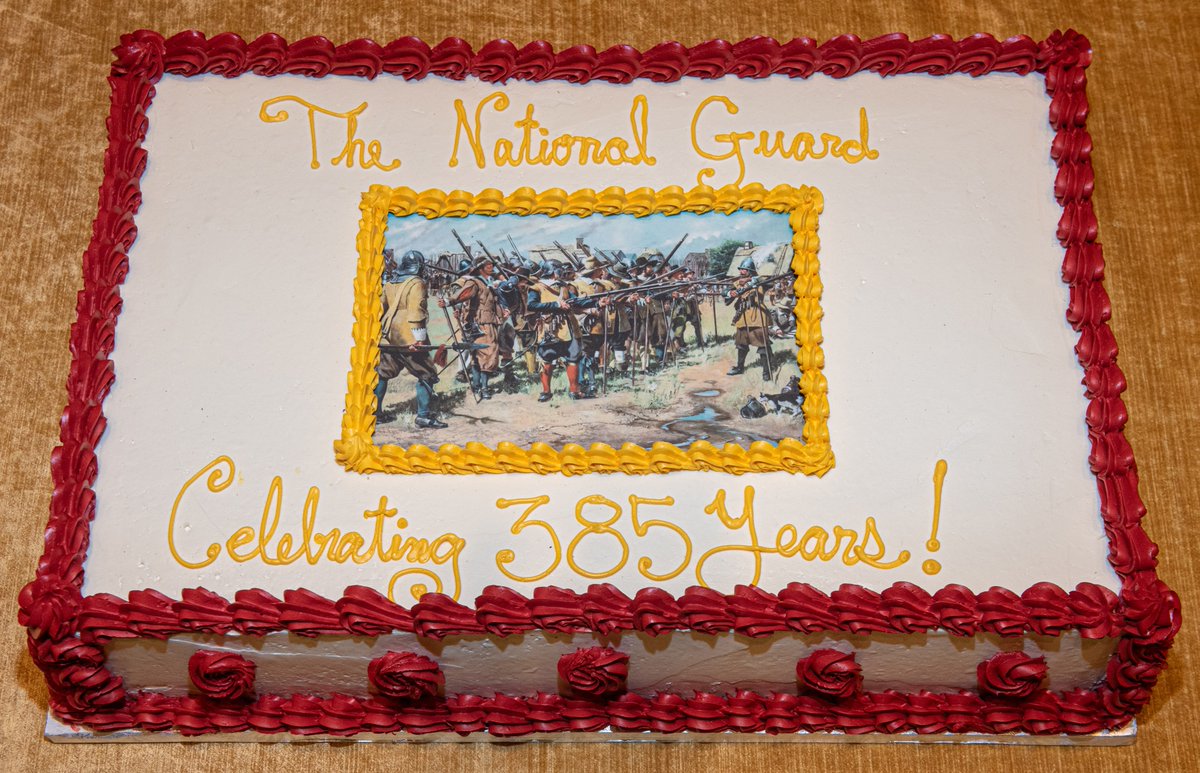 The National Guard
Celebrating 385 Years!